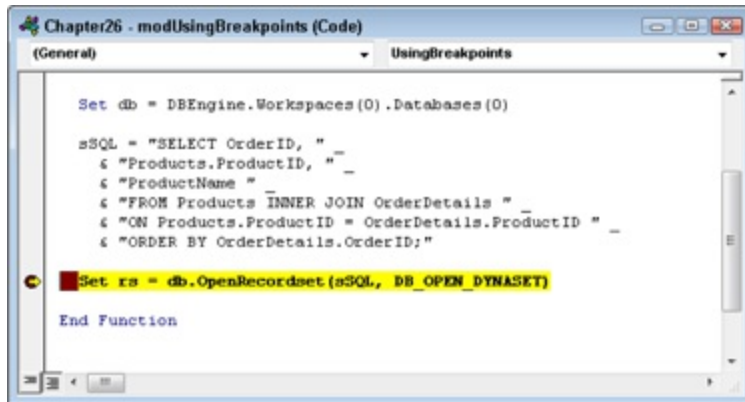 Chapter26 - modUsingBreakpoints (Code)
(General) UsingBreakpoints
Set db = DBEngine.Workspaces(0).Databases(0)
sSQL = "SELECT OrderID, " _
& "Products.ProductID, " _
& "ProductName " _
& "FROM Products INNER JOIN OrderDetails " _
& "ON Products.ProductID = OrderDetails.ProductID " _
& "ORDER BY OrderDetails.OrderID;"
Set rs = db.OpenRecordset(sSQL, DB_OPEN_DYNASET)
End Function